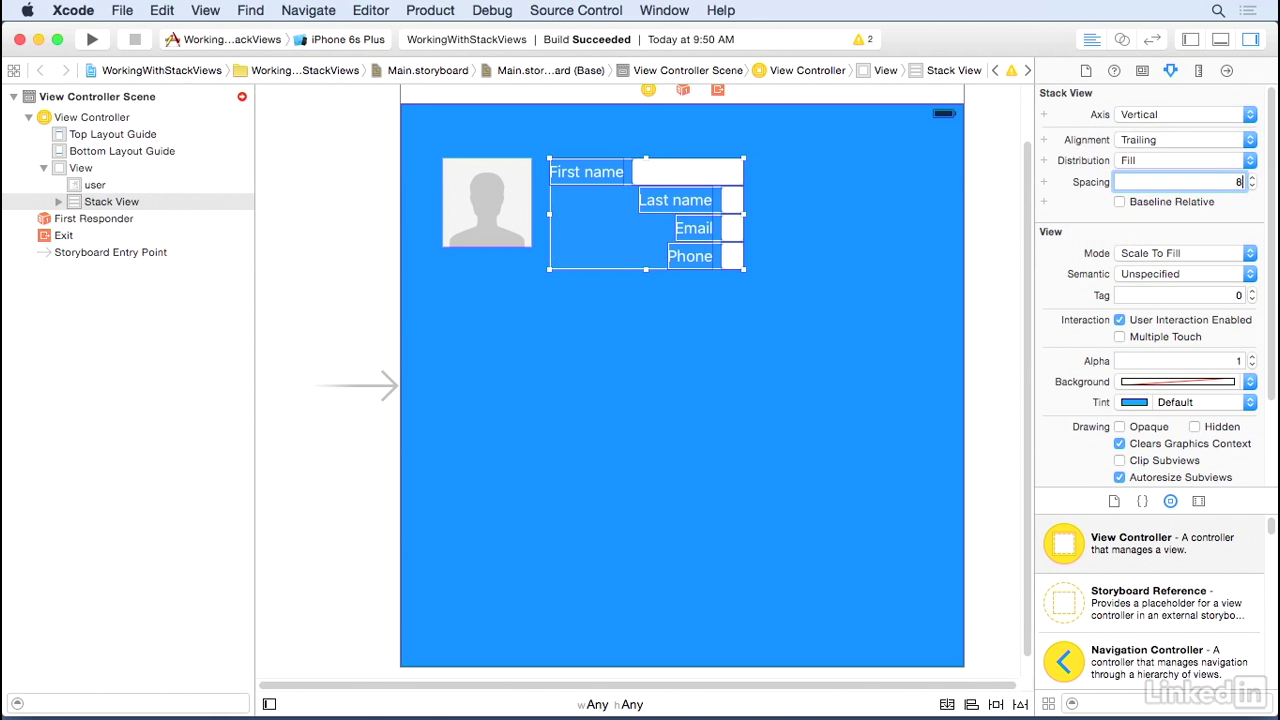 Xcode File Edit View Find Navigate Editor Product Debug Source Control Window Help
Working...ackViews iPhone 6s Plus WorkingWithStackViews Build Succeeded Today at 9:50 AM 2
WorkingWithStackViews Working...StackViews Main.storyboard Main.stor...ard (Base) View Controller Scene View Controller View Stack View
View Controller Scene
View Controller
Top Layout Guide
Bottom Layout Guide
View
user
Stack View
First Responder
Exit
Storyboard Entry Point
First name
Last name
Email
Phone
wAny hAny
Stack View
Axis Vertical
Alignment Trailing
Distribution Fill
Spacing 8
Baseline Relative
View
Mode Scale To Fill
Semantic Unspecified
Tag 0
Interaction User Interaction Enabled
Multiple Touch
Alpha 1
Background
Tint Default
Drawing Opaque Hidden
Clears Graphics Context
Clip Subviews
Autoresize Subviews
View Controller - A controller
that manages a view.
Storyboard Reference -
Provides a placeholder for a view
controller in an external storybo...
Navigation Controller - A
controller that manages navigation
through a hierarchy of views.
Linked in